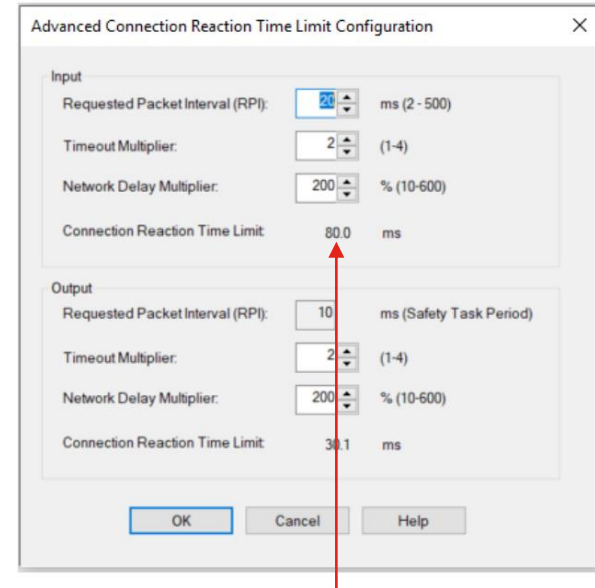 Advanced Connection Reaction Time Limit Configuration
Input
Requested Packet Interval (RPI): 20 ms (2 - 500)
Timeout Multiplier: 2 (1-4)
Network Delay Multiplier: 200 % (10-600)
Connection Reaction Time Limit: 80.0 ms
Output
Requested Packet Interval (RPI): 10 ms (Safety Task Period)
Timeout Multiplier: 2 (1-4)
Network Delay Multiplier: 200 % (10-600)
Connection Reaction Time Limit: 30.1 ms
OK Cancel Help